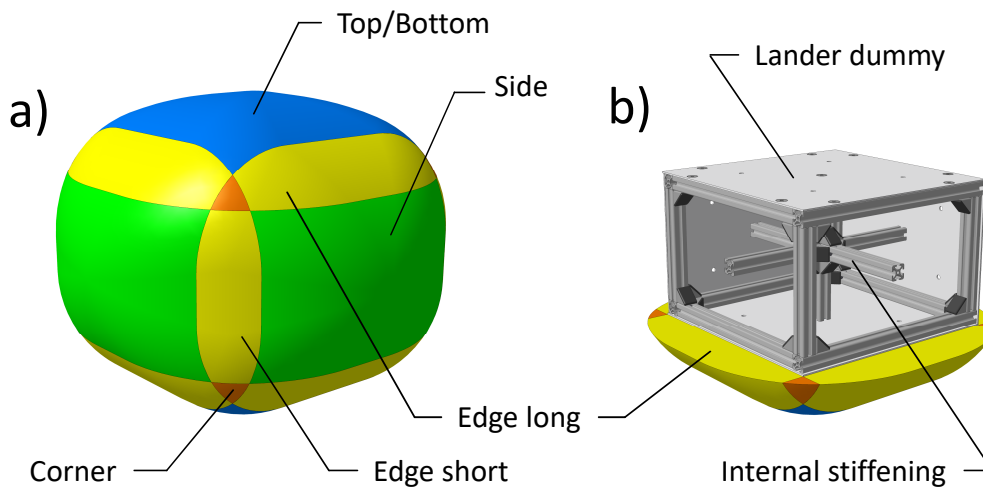 Top/Bottom
Lander dummy
a)
Side
b)
Edge long
Corner
Edge short
Internal stiffening